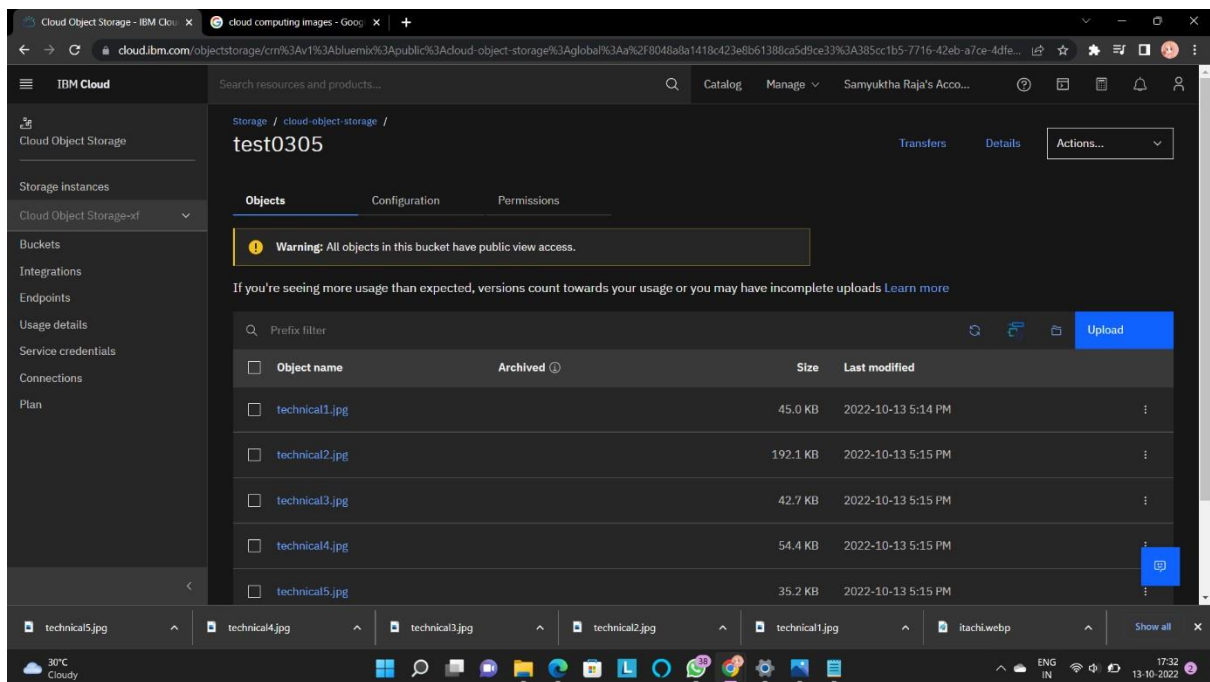 Cloud Object Storage - IBM Clou
cloud computing images - Goog
cloud.ibm.com/objectstorage/crn%3Av1%3Abluemix%3Apublic%3Acloud-object-storage%3Aglobal%3Aa%2F8048a8a1418c423e8b61388ca5d9ce33%3A385cc1b5-7716-42eb-a7ce-4dfe...
IBM Cloud
Search resources and products...
Catalog
Manage
Samyuktha Raja's Acco...
Cloud Object Storage
Storage instances
Cloud Object Storage-xf
Buckets
Integrations
Endpoints
Usage details
Service credentials
Connections
Plan
Storage / cloud-object-storage /
test0305
Transfers
Details
Actions...
Objects
Configuration
Permissions
Warning: All objects in this bucket have public view access.
If you're seeing more usage than expected, versions count towards your usage or you may have incomplete uploads Learn more
Prefix filter
Upload
Object name Archived Size Last modified
technical1.jpg 45.0 KB 2022-10-13 5:14 PM
technical2.jpg 192.1 KB 2022-10-13 5:15 PM
technical3.jpg 42.7 KB 2022-10-13 5:15 PM
technical4.jpg 54.4 KB 2022-10-13 5:15 PM
technical5.jpg 35.2 KB 2022-10-13 5:15 PM
technical5.jpg
technical4.jpg
technical3.jpg
technical2.jpg
technical1.jpg
itachi.webp
Show all
30°C
Cloudy
L
38
ENG
IN
17:32
13-10-2022
2